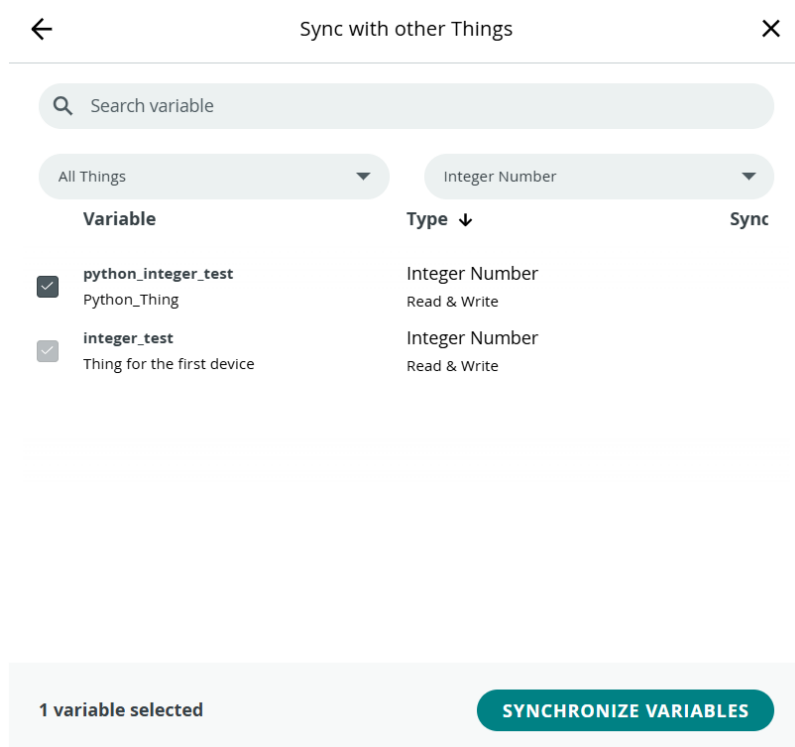 Sync with other Things
Search variable
All Things Integer Number
Variable Type Sync
python_integer_test Integer Number
Python_Thing Read & Write
integer_test Integer Number
Thing for the first device Read & Write
1 variable selected SYNCHRONIZE VARIABLES